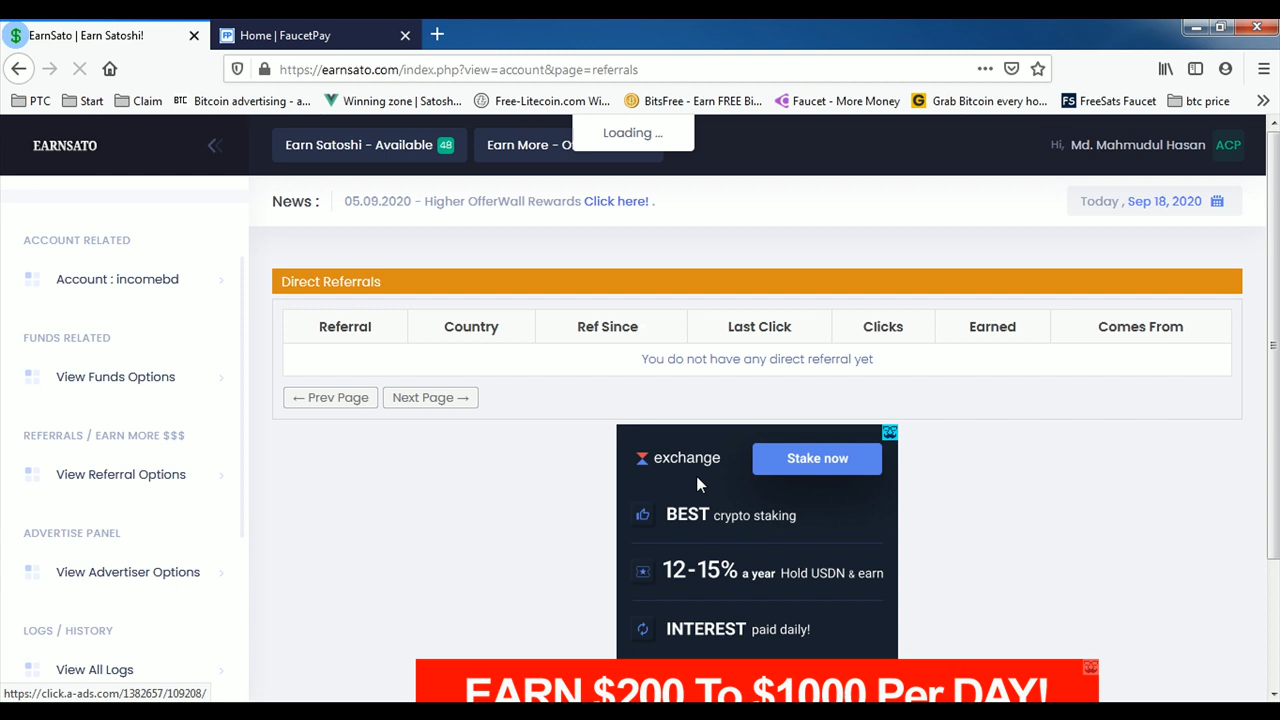 EarnSato | Earn Satoshi!
Home | FaucetPay
https://earnsato.com/index.php?view=account&page=referrals
PTC
Start
Claim
BTC Bitcoin advertising - a...
Winning zone | Satosh...
Free-Litecoin.com Wi...
BitsFree - Earn FREE Bi...
Faucet - More Money
Grab Bitcoin every ho...
FS FreeSats Faucet
btc price
EARNSATO
Earn Satoshi - Available 48
Earn More - O
Loading ...
Hi, Md. Mahmudul Hasan ACP
News :
05.09.2020 - Higher OfferWall Rewards Click here! .
Today , Sep 18, 2020
ACCOUNT RELATED
Account : incomebd
FUNDS RELATED
View Funds Options
REFERRALS / EARN MORE $$$
View Referral Options
ADVERTISE PANEL
View Advertiser Options
LOGS / HISTORY
View All Logs
Direct Referrals
Referral Country Ref Since Last Click Clicks Earned Comes From
You do not have any direct referral yet
← Prev Page
Next Page →
exchange
Stake now
BEST crypto staking
12-15% a year Hold USDN & earn
INTEREST paid daily!
EARN $200 To $1000 Per DAY!
https://click.a-ads.com/1382657/109208/